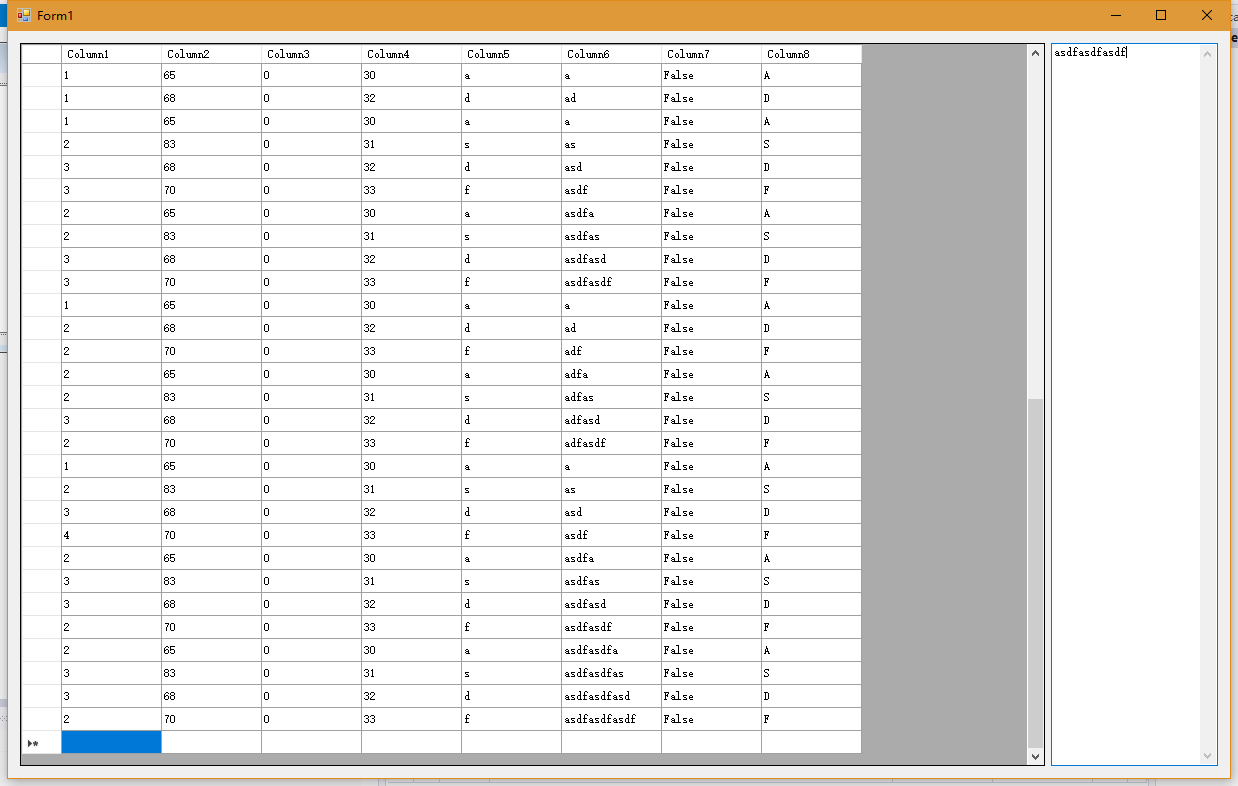 Form1
Column1 Column2 Column3 Column4 Column5 Column6 Column7 Column8
asdfasdfasdf
1 65 0 30 a a False A
1 68 0 32 d ad False D
1 65 0 30 a a False A
2 83 0 31 s as False S
3 68 0 32 d asd False D
3 70 0 33 f asdf False F
2 65 0 30 a asdfa False A
2 83 0 31 s asdfas False S
3 68 0 32 d asdfasd False D
3 70 0 33 f asdfasdf False F
1 65 0 30 a a False A
2 68 0 32 d ad False D
2 70 0 33 f adf False F
2 65 0 30 a adfa False A
2 83 0 31 s adfas False S
3 68 0 32 d adfasd False D
2 70 0 33 f adfasdf False F
1 65 0 30 a a False A
2 83 0 31 s as False S
3 68 0 32 d asd False D
4 70 0 33 f asdf False F
2 65 0 30 a asdfa False A
3 83 0 31 s asdfas False S
3 68 0 32 d asdfasd False D
2 70 0 33 f asdfasdf False F
2 65 0 30 a asdfasdfa False A
3 83 0 31 s asdfasdfas False S
3 68 0 32 d asdfasdfasd False D
2 70 0 33 f asdfasdfasdf False F